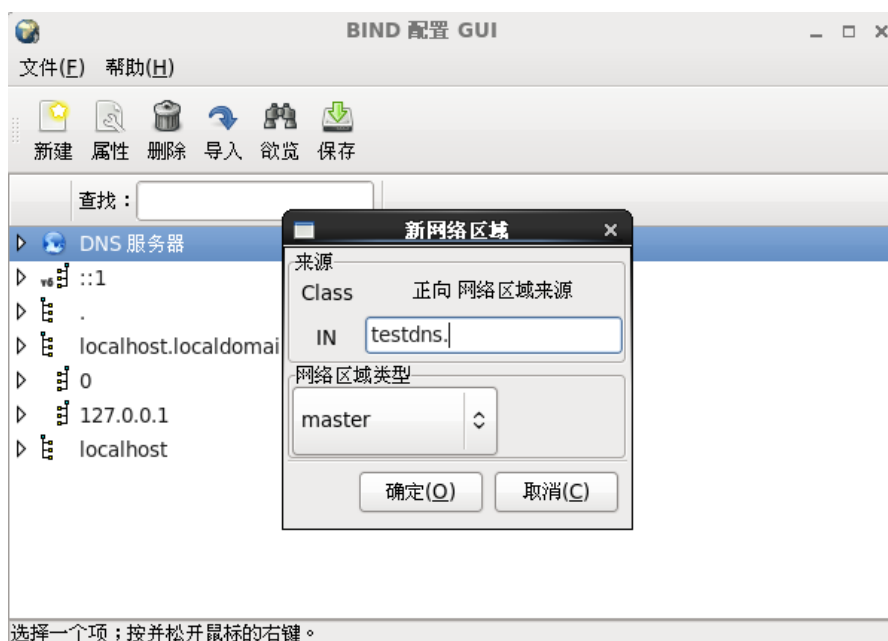 BIND 配置 GUI
文件(F) 帮助(H)
新建 属性 删除 导入 欲览 保存
查找：
DNS 服务器
v6 ::1
.
localhost.localdomai
0
127.0.0.1
localhost
新网络区域
来源
Class 正向 网络区域来源
IN testdns.
网络区域类型
master
确定(O) 取消(C)
选择一个项；按并松开鼠标的右键。